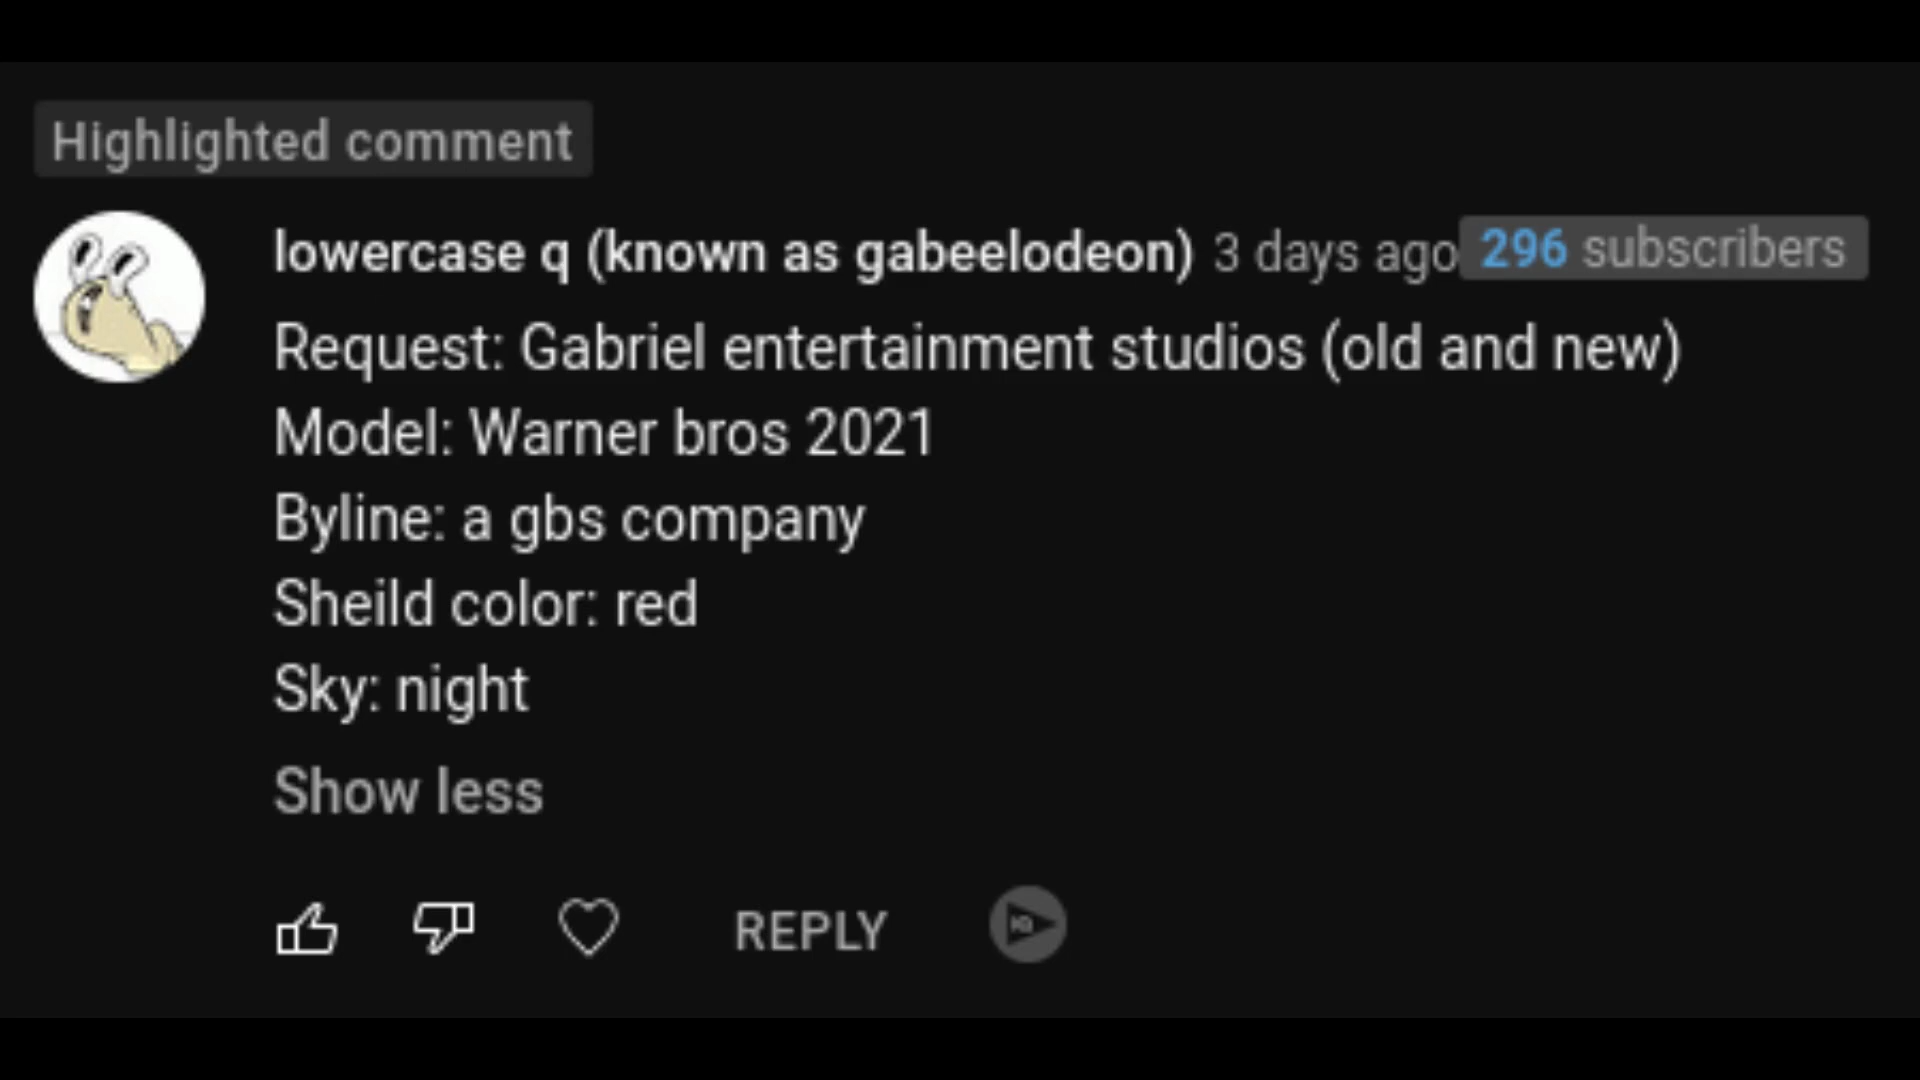 Highlighted comment
lowercase q (known as gabeelodeon) 3 days ago 296 subscribers
Request: Gabriel entertainment studios (old and new)
Model: Warner bros 2021
Byline: a gbs company
Sheild color: red
Sky: night
Show less
REPLY